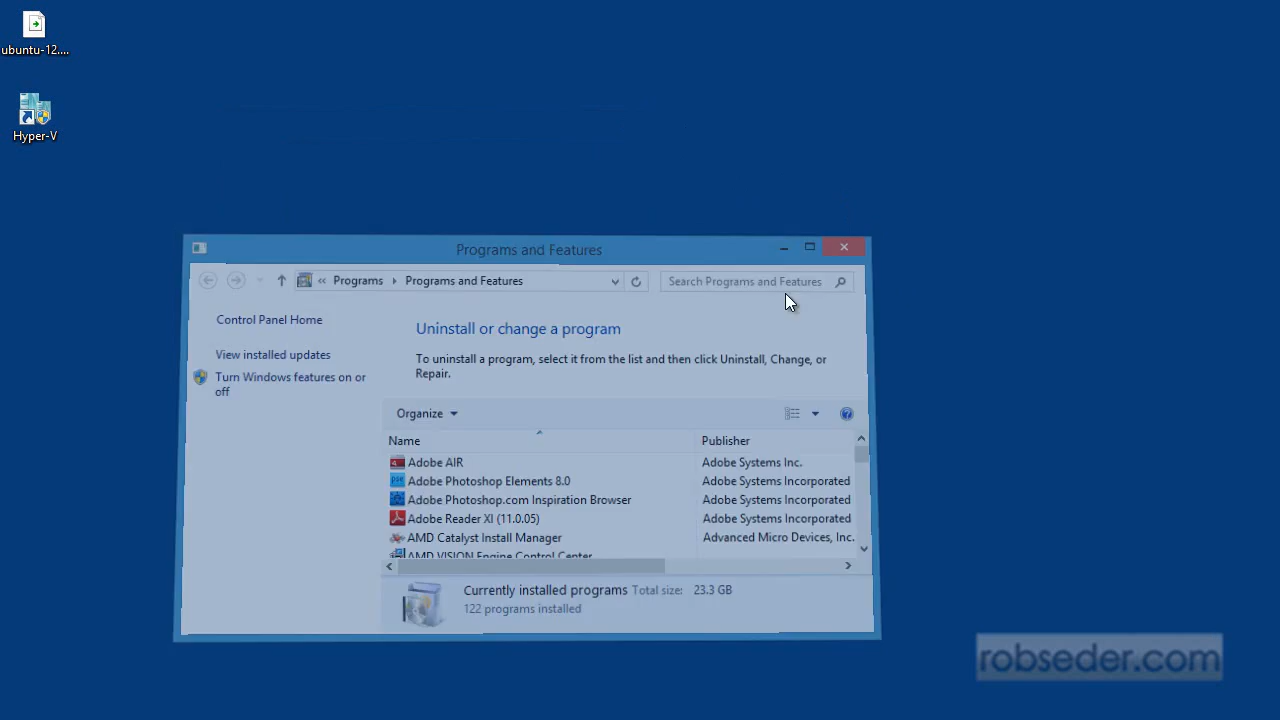 ubuntu-12....
Hyper-V
Programs and Features
« Programs Programs and Features
Search Programs and Features
Control Panel Home
View installed updates
Turn Windows features on or
off
Uninstall or change a program
To uninstall a program, select it from the list and then click Uninstall, Change, or
Repair.
Organize
Name Publisher
Adobe AIR Adobe Systems Inc.
Adobe Photoshop Elements 8.0 Adobe Systems Incorporated
Adobe Photoshop.com Inspiration Browser Adobe Systems Incorporated
Adobe Reader XI (11.0.05) Adobe Systems Incorporated
AMD Catalyst Install Manager Advanced Micro Devices, Inc.
AMD VISION Engine Control Center
Currently installed programs Total size: 23.3 GB
122 programs installed
robseder.com